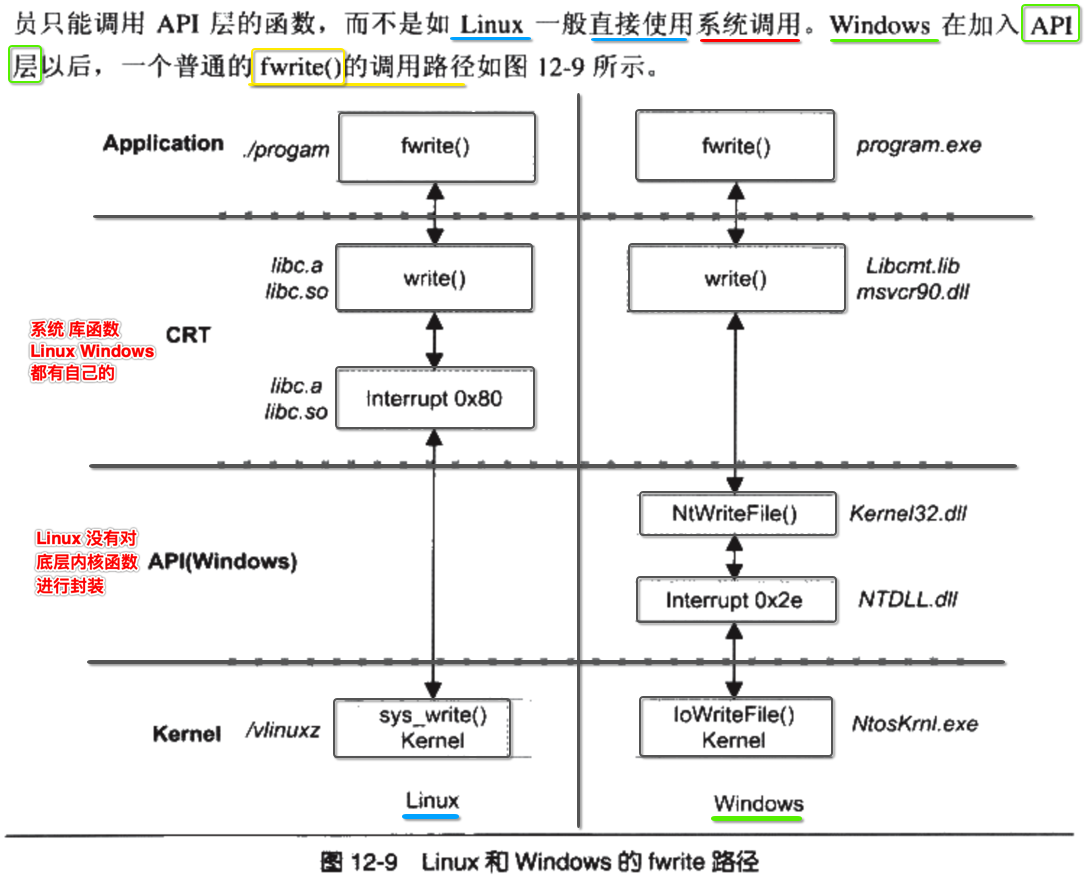 员只能调用 API 层的函数，而不是如 Linux 一般直接使用系统调用。Windows 在加入 API
层以后，一个普通的 fwrite()的调用路径如图 12-9 所示。
Application ./progam fwrite() fwrite() program.exe
libc.a
libc.so
write() write()
Libcmt.lib
msvcr90.dll
系统 库函数
Linux Windows
都有自己的
CRT
libc.a
libc.so
Interrupt 0x80
NtWriteFile() Kernel32.dll
Linux 没有对
底层内核函数
进行封装
API(Windows)
Interrupt 0x2e NTDLL.dll
Kernel /vlinuxz
sys_write()
Kernel
IoWriteFile()
Kernel
NtosKrnl.exe
Linux Windows
图 12-9 Linux 和 Windows 的 fwrite 路径